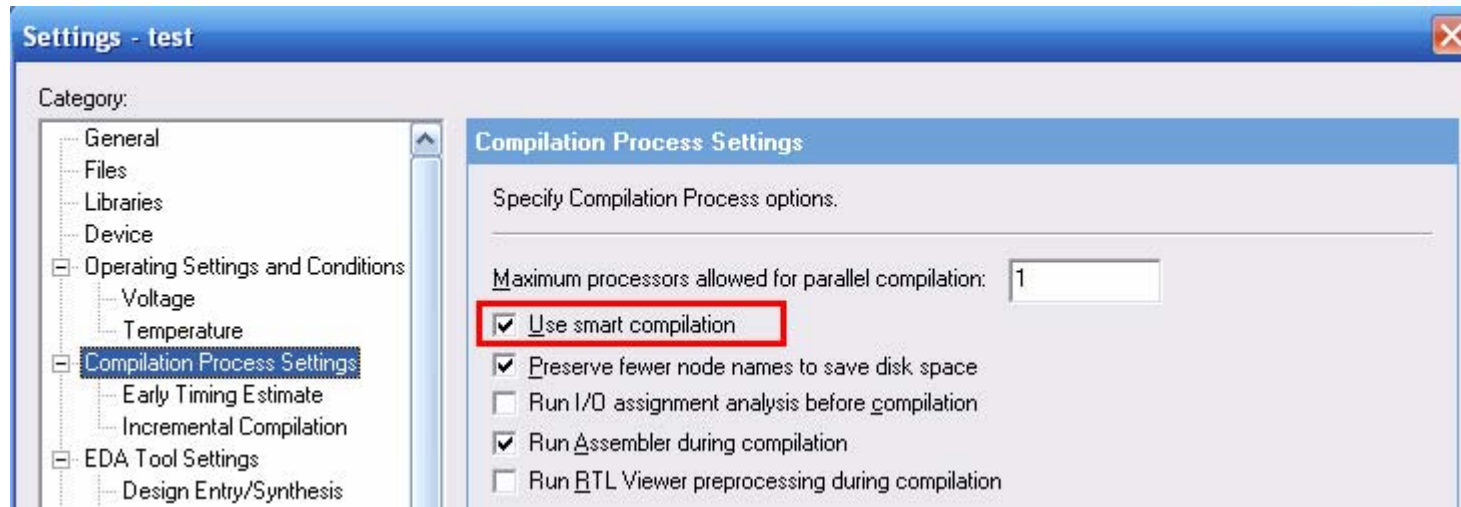 Settings - test
Category:
General
Files
Libraries
Device
Operating Settings and Conditions
Voltage
Temperature
Compilation Process Settings
Early Timing Estimate
Incremental Compilation
EDA Tool Settings
Design Entry/Synthesis
Compilation Process Settings
Specify Compilation Process options.
Maximum processors allowed for parallel compilation: 1
Use smart compilation
Preserve fewer node names to save disk space
Run I/O assignment analysis before compilation
Run Assembler during compilation
Run RTL Viewer preprocessing during compilation